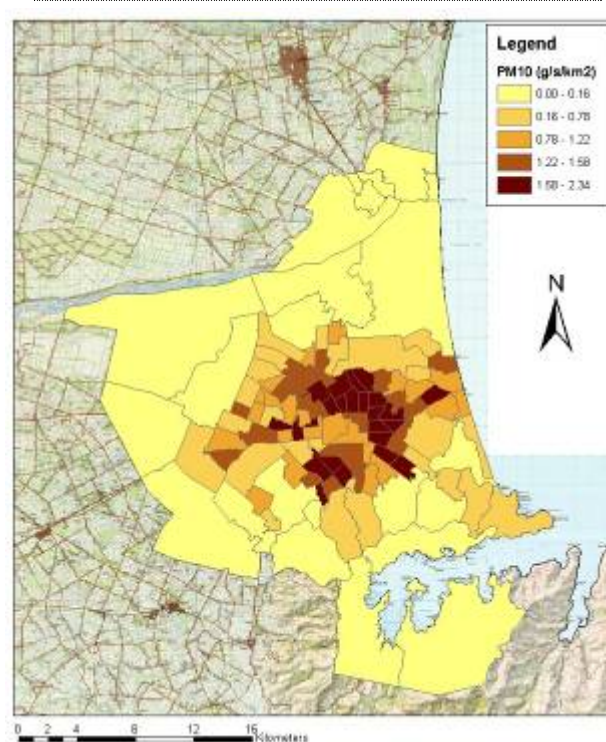 Legend
PM10 (g/s/km2)
0.00 - 0.16
0.16 - 0.78
0.78 - 1.22
1.22 - 1.58
1.58 - 2.34
N
0 2 4 8 12 16
Kilometers